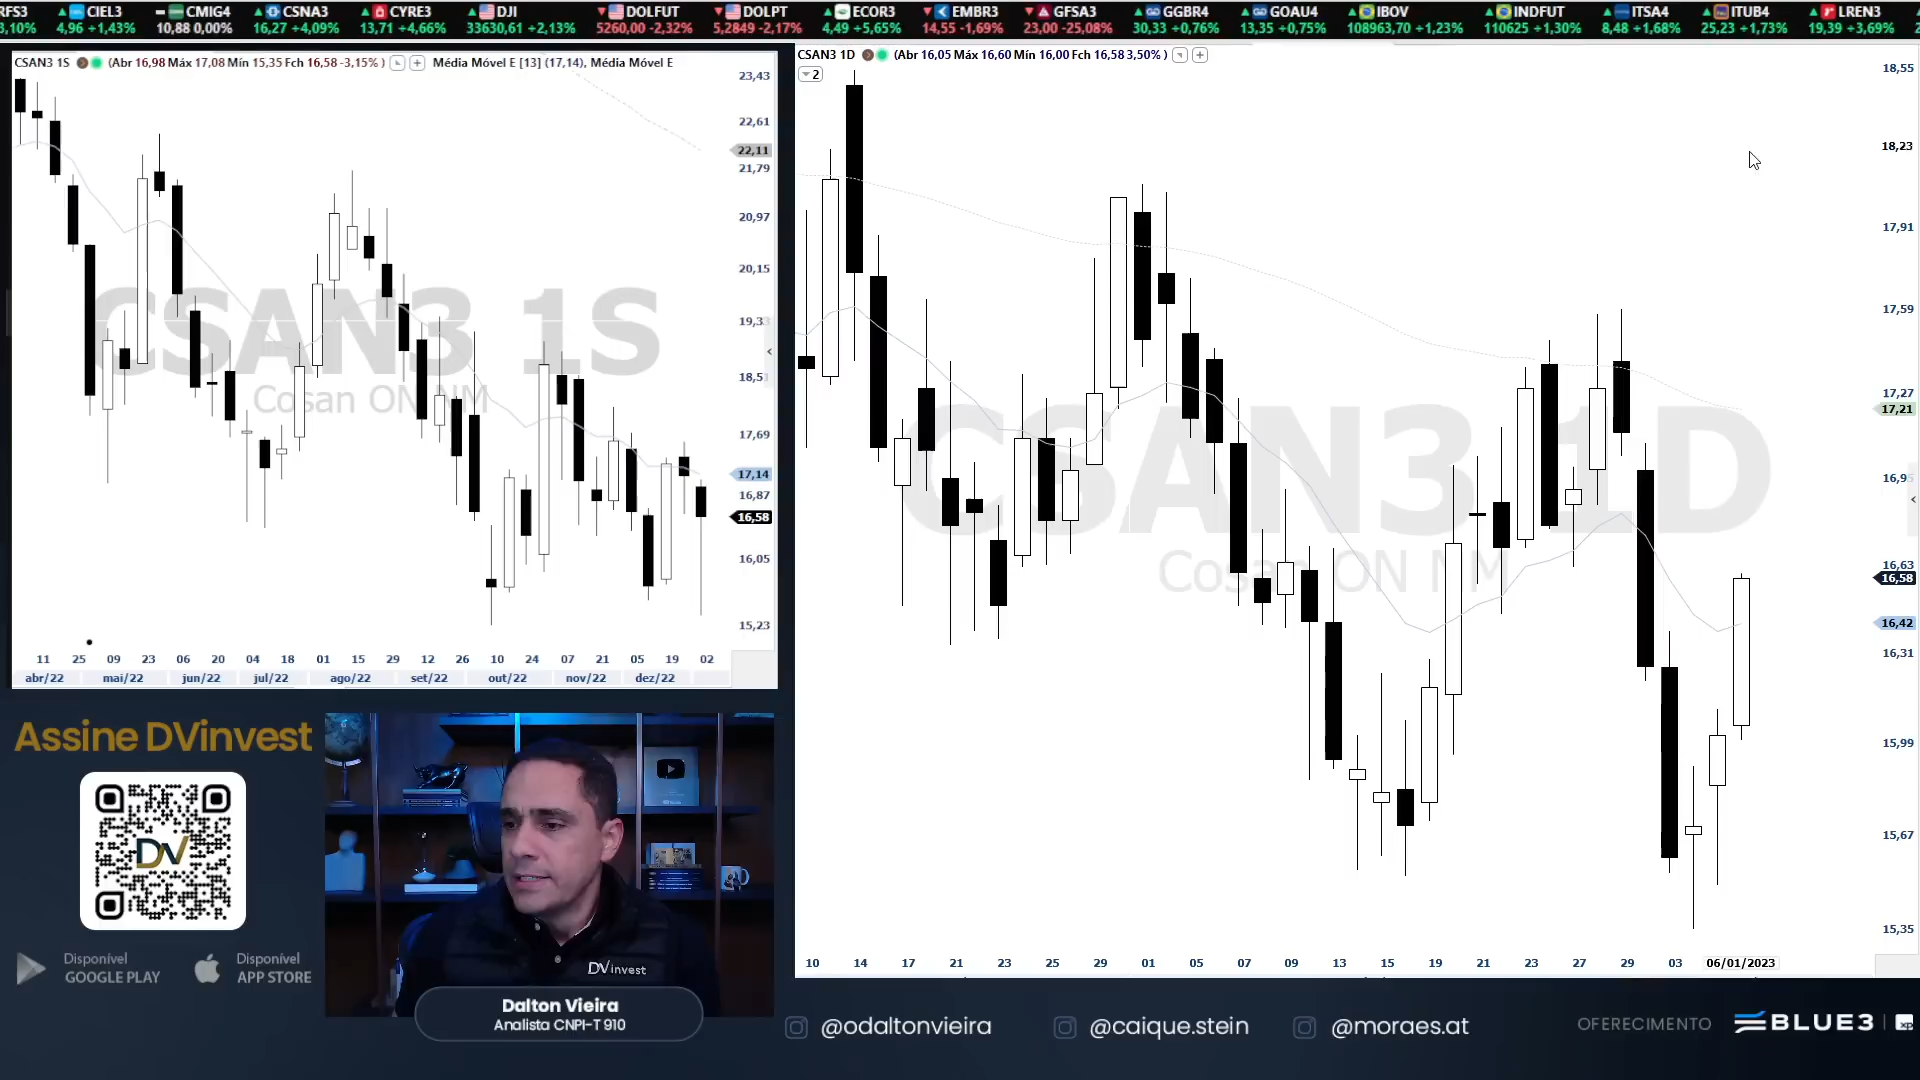 RFS3 CIEL3 CMIG4 CSNA3 CYRE3 DJI DOLFUT DOLPT ECOR3 EMBR3 GFSA3 GGBR4 GOAU4 IBOV INDFUT ITSA4 ITUB4 LREN3
3,10% 4,96 +1,43% 10,88 0,00% 16,27 +4,09% 13,71 +4,66% 33630,61 +2,13% 5260,00 -2,32% 5,2849 -2,17% 4,49 +5,65% 14,55 -1,69% 23,00 -25,08% 30,33 +0,76% 13,35 +0,75% 108963,70 +1,23% 110625 +1,30% 8,48 +1,68% 25,23 +1,73% 19,39 +3,69%
CSAN3 1S (Abr 16,98 Máx 17,08 Mín 15,35 Fch 16,58 -3,15% ) Média Móvel E [13] (17,14), Média Móvel E
23,43
22,61
22,11
21,79
20,97
20,15
19,33
18,51
17,69
17,14
16,87
16,58
16,05
15,23
CSAN3 1S
Cosan ON NM
11 25 09 23 06 20 04 18 01 15 29 12 26 10 24 07 21 05 19 02
abr/22 mai/22 jun/22 jul/22 ago/22 set/22 out/22 nov/22 dez/22
CSAN3 1D (Abr 16,05 Máx 16,60 Mín 16,00 Fch 16,58 3,50% )
2
18,55
18,23
17,91
17,59
17,27
17,21
16,95
16,63
16,58
16,42
16,31
15,99
15,67
15,35
CSAN3 1D
Cosan ON NM
10 14 17 21 23 25 29 01 05 07 09 13 15 19 21 23 27 29 03 06/01/2023
Assine DVinvest
DV
Disponível
GOOGLE PLAY
Disponível
APP STORE
DVinvest
Dalton Vieira
Analista CNPI-T 910
@odaltonvieira
@caique.stein
@moraes.at
OFERECIMENTO
BLUE3
xp